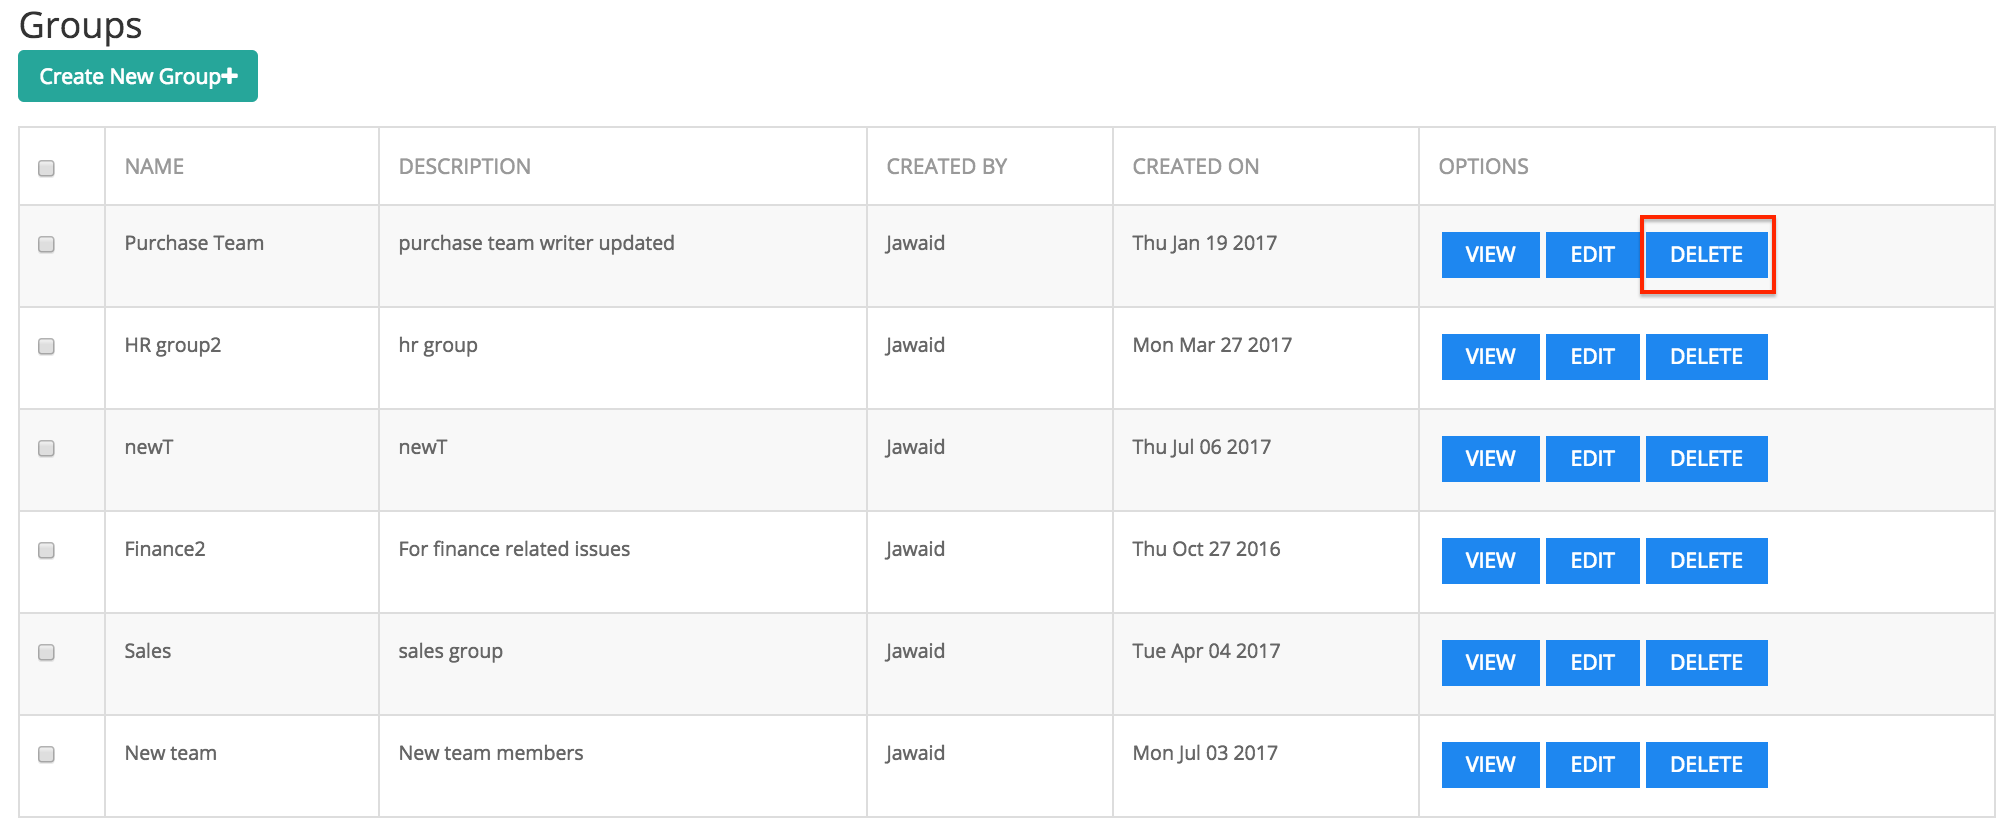 Groups
Create New Group+
NAME DESCRIPTION CREATED BY CREATED ON OPTIONS
Purchase Team purchase team writer updated Jawaid Thu Jan 19 2017 VIEW EDIT DELETE
HR group2 hr group Jawaid Mon Mar 27 2017 VIEW EDIT DELETE
newT newT Jawaid Thu Jul 06 2017 VIEW EDIT DELETE
Finance2 For finance related issues Jawaid Thu Oct 27 2016 VIEW EDIT DELETE
Sales sales group Jawaid Tue Apr 04 2017 VIEW EDIT DELETE
New team New team members Jawaid Mon Jul 03 2017 VIEW EDIT DELETE